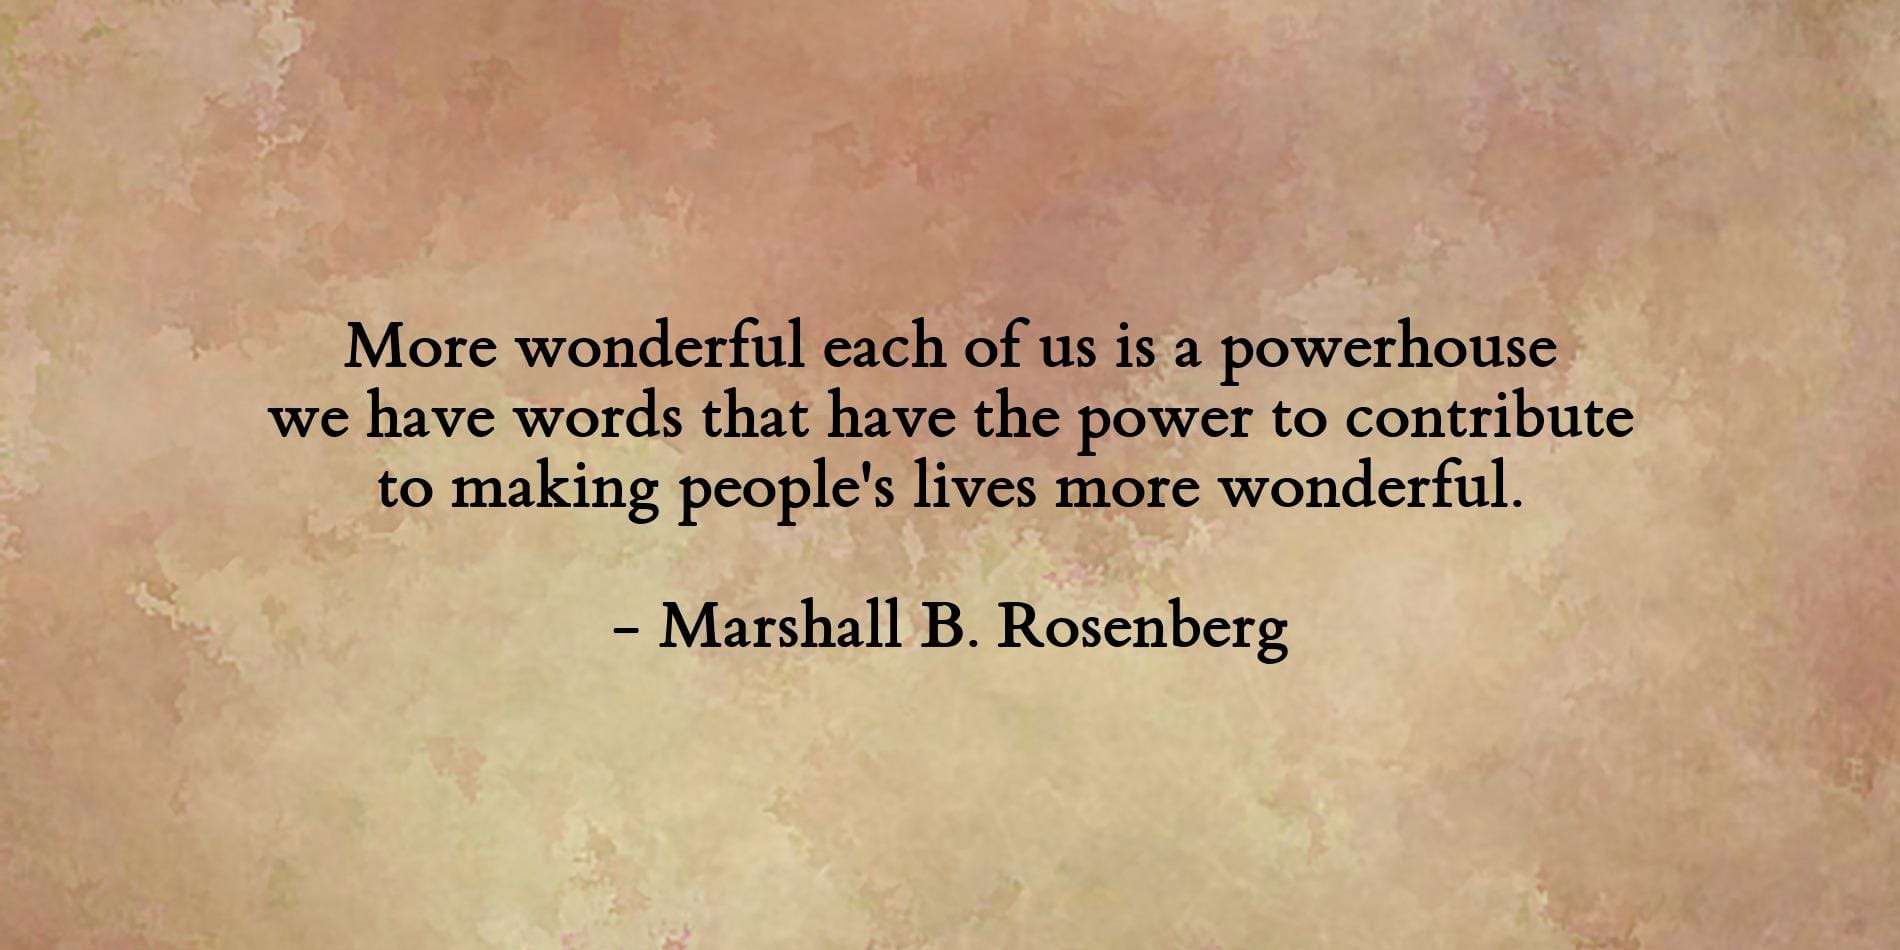 More wonderful each of us is a powerhouse
we have words that have the power to contribute
to making people's lives more wonderful.
– Marshall B. Rosenberg